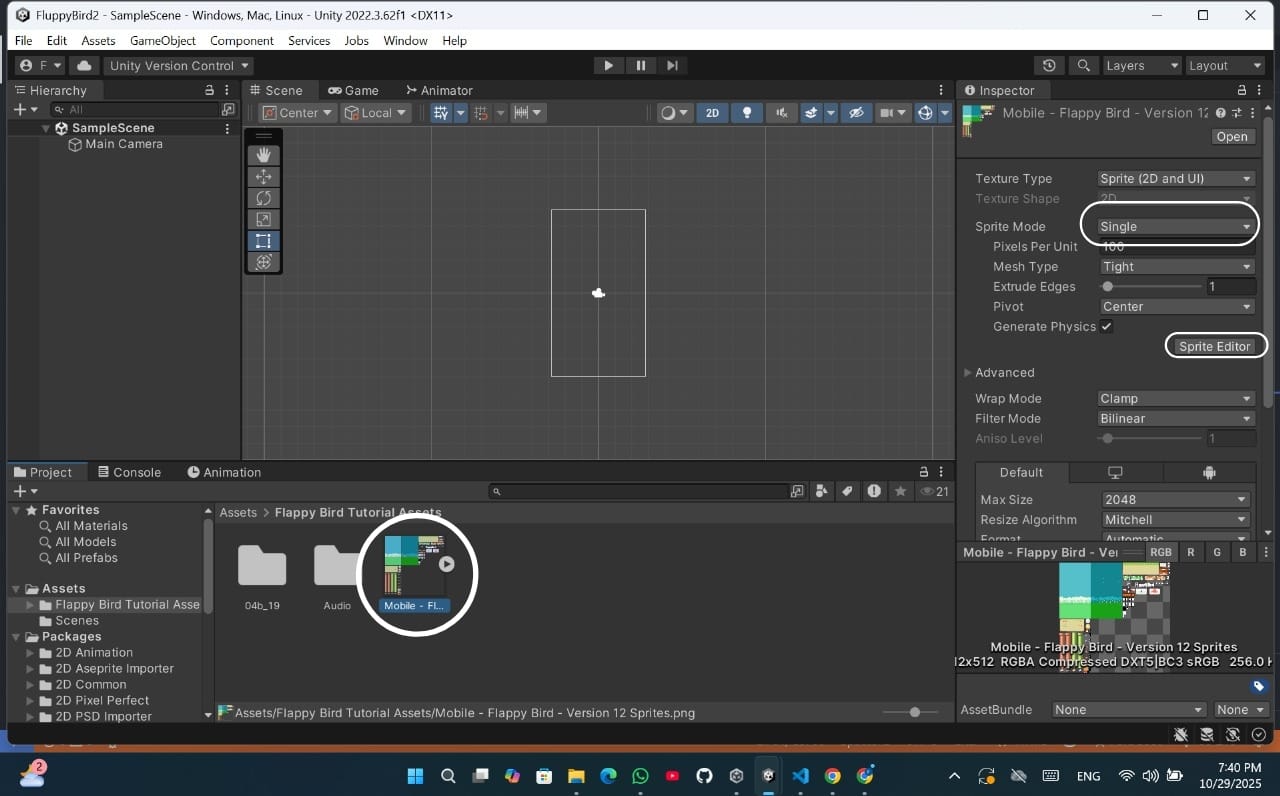 FluppyBird2 - SampleScene - Windows, Mac, Linux - Unity 2022.3.62f1 <DX11>
File Edit Assets GameObject Component Services Jobs Window Help
F Unity Version Control Layers Layout
Hierarchy
All
SampleScene
Main Camera
Scene Game Animator
Center Local 2D
Inspector
Mobile - Flappy Bird - Version 12
Open
Texture Type Sprite (2D and UI)
Texture Shape 2D
Sprite Mode Single
Pixels Per Unit 100
Mesh Type Tight
Extrude Edges 1
Pivot Center
Generate Physics
Sprite Editor
Advanced
Wrap Mode Clamp
Filter Mode Bilinear
Aniso Level 1
Default
Max Size 2048
Resize Algorithm Mitchell
Format Automatic
Project Console Animation
21
Favorites
All Materials
All Models
All Prefabs
Assets
Flappy Bird Tutorial Asse
Scenes
Packages
2D Animation
2D Aseprite Importer
2D Common
2D Pixel Perfect
2D PSD Importer
Assets > Flappy Bird Tutorial Assets
04b_19 Audio Mobile - Fl...
Assets/Flappy Bird Tutorial Assets/Mobile - Flappy Bird - Version 12 Sprites.png
Mobile - Flappy Bird - Ver RGB R G B
Mobile - Flappy Bird - Version 12 Sprites
12x512 RGBA Compressed DXT5|BC3 sRGB 256.0
AssetBundle None None
2
ENG
7:40 PM
10/29/2025